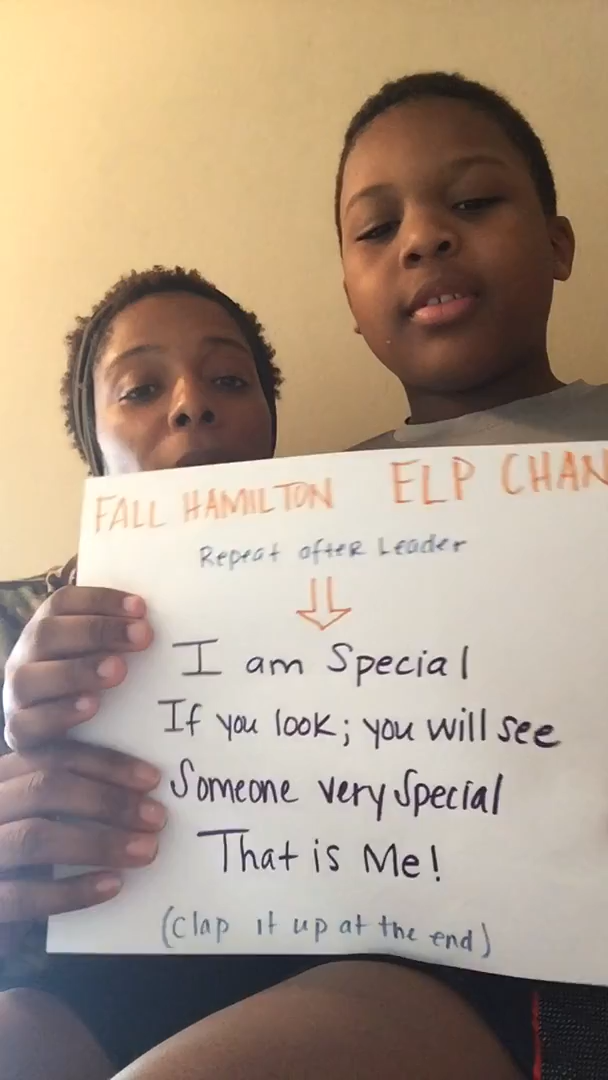 FALL HAMILTON ELP CHAN
Repeat after Leader
I am Special
If you look; you will see
Someone very Special
That is Me!
(Clap it up at the end)